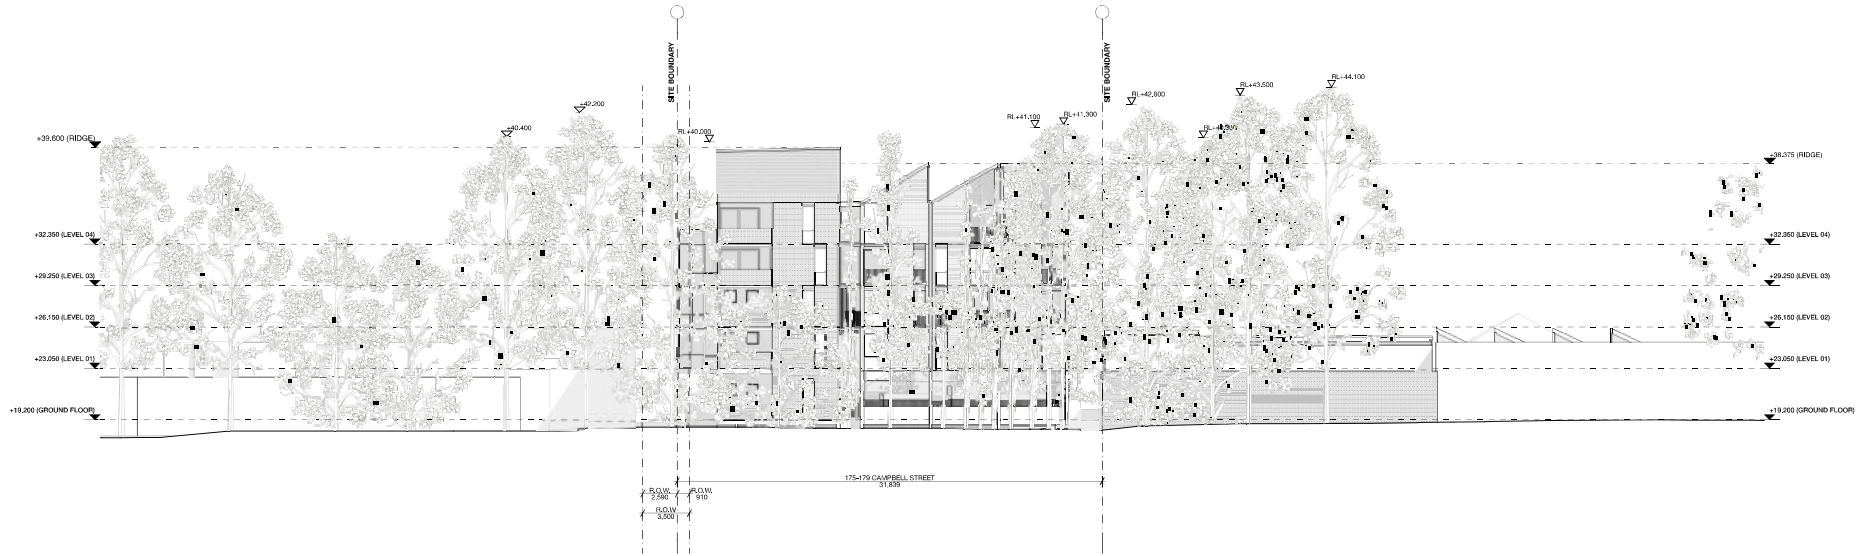 SITE BOUNDARY
SITE BOUNDARY
RL+44.100
RL+43.500
RL+42,800
+42.200
RL+41.300
RL+41.100
+40.400
RL+40.000
+39.600 (RIDGE)
+38.375 (RIDGE)
+32.350 (LEVEL 04)
+32.350 (LEVEL 04)
+29.250 (LEVEL 03)
+29.250 (LEVEL 03)
+26.150 (LEVEL 02)
+26.150 (LEVEL 02)
+23.050 (LEVEL 01)
+23.050 (LEVEL 01)
+19,200 (GROUND FLOOR)
+19,200 (GROUND FLOOR)
175-179 CAMPBELL STREET
31,839
R.O.W.
2,590
R.O.W.
910
R.O.W
3,500